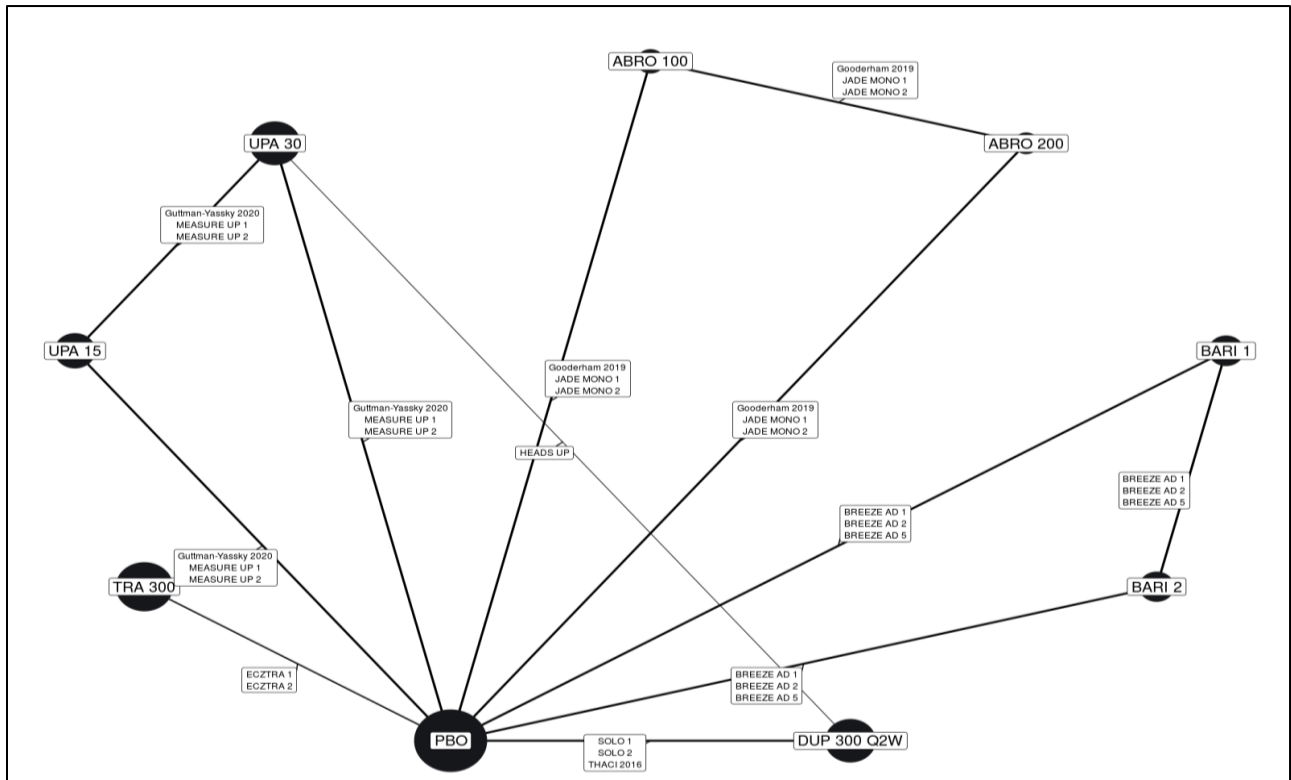 ABRO 100
Gooderham 2019
JADE MONO 1
JADE MONO 2
UPA 30
ABRO 200
Guttman-Yassky 2020
MEASURE UP 1
MEASURE UP 2
UPA 15
BARI 1
Gooderham 2019
JADE MONO 1
JADE MONO 2
Guttman-Yassky 2020
MEASURE UP 1
MEASURE UP 2
Gooderham 2019
JADE MONO 1
JADE MONO 2
HEADS UP
BREEZE AD 1
BREEZE AD 2
BREEZE AD 5
BREEZE AD 1
BREEZE AD 2
BREEZE AD 5
Guttman-Yassky 2020
MEASURE UP 1
MEASURE UP 2
TRA 300
BARI 2
ECZTRA 1
ECZTRA 2
BREEZE AD 1
BREEZE AD 2
BREEZE AD 5
PBO
SOLO 1
SOLO 2
THACI 2016
DUP 300 Q2W